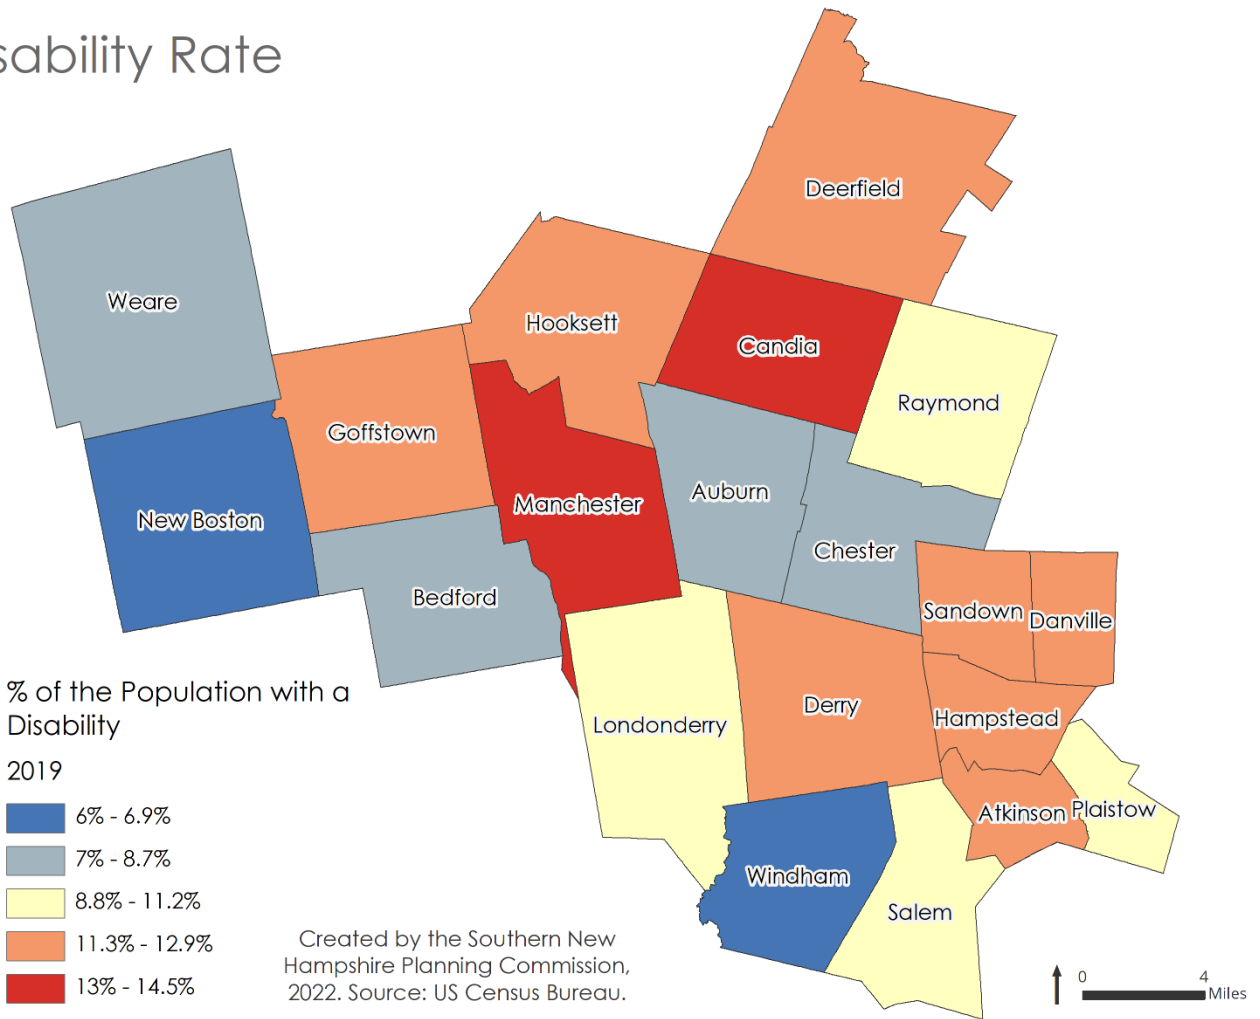 sability Rate
Deerfield
Weare
Hooksett
Candia
Raymond
Goffstown
Auburn
Manchester
New Boston
Chester
Bedford
Sandown
Danville
Derry
Hampstead
Londonderry
Atkinson
Plaistow
Windham
Salem
% of the Population with a
Disability
2019
6% - 6.9%
7% - 8.7%
8.8% - 11.2%
11.3% - 12.9%
13% - 14.5%
Created by the Southern New
Hampshire Planning Commission,
2022. Source: US Census Bureau.
0 4
Miles